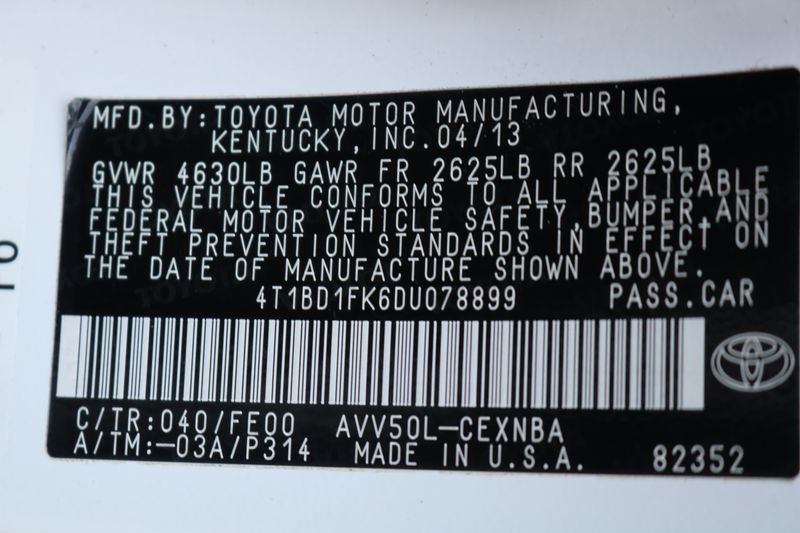 MFD.BY:TOYOTA MOTOR MANUFACTURING,
KENTUCKY,INC.04/13
GVWR 4630LB GAWR FR 2625LB RR 2625LB
THIS VEHICLE CONFORMS TO ALL APPLICABLE
FEDERAL MOTOR VEHICLE SAFETY,BUMPER,AND
THEFT PREVENTION STANDARDS IN EFFECT ON
THE DATE OF MANUFACTURE SHOWN ABOVE.
4T1BD1FK6DU078899 PASS.CAR
C/TR:040/FE00 AVV50L-CEXNBA
A/TM:-03A/P314 MADE IN U.S.A. 82352